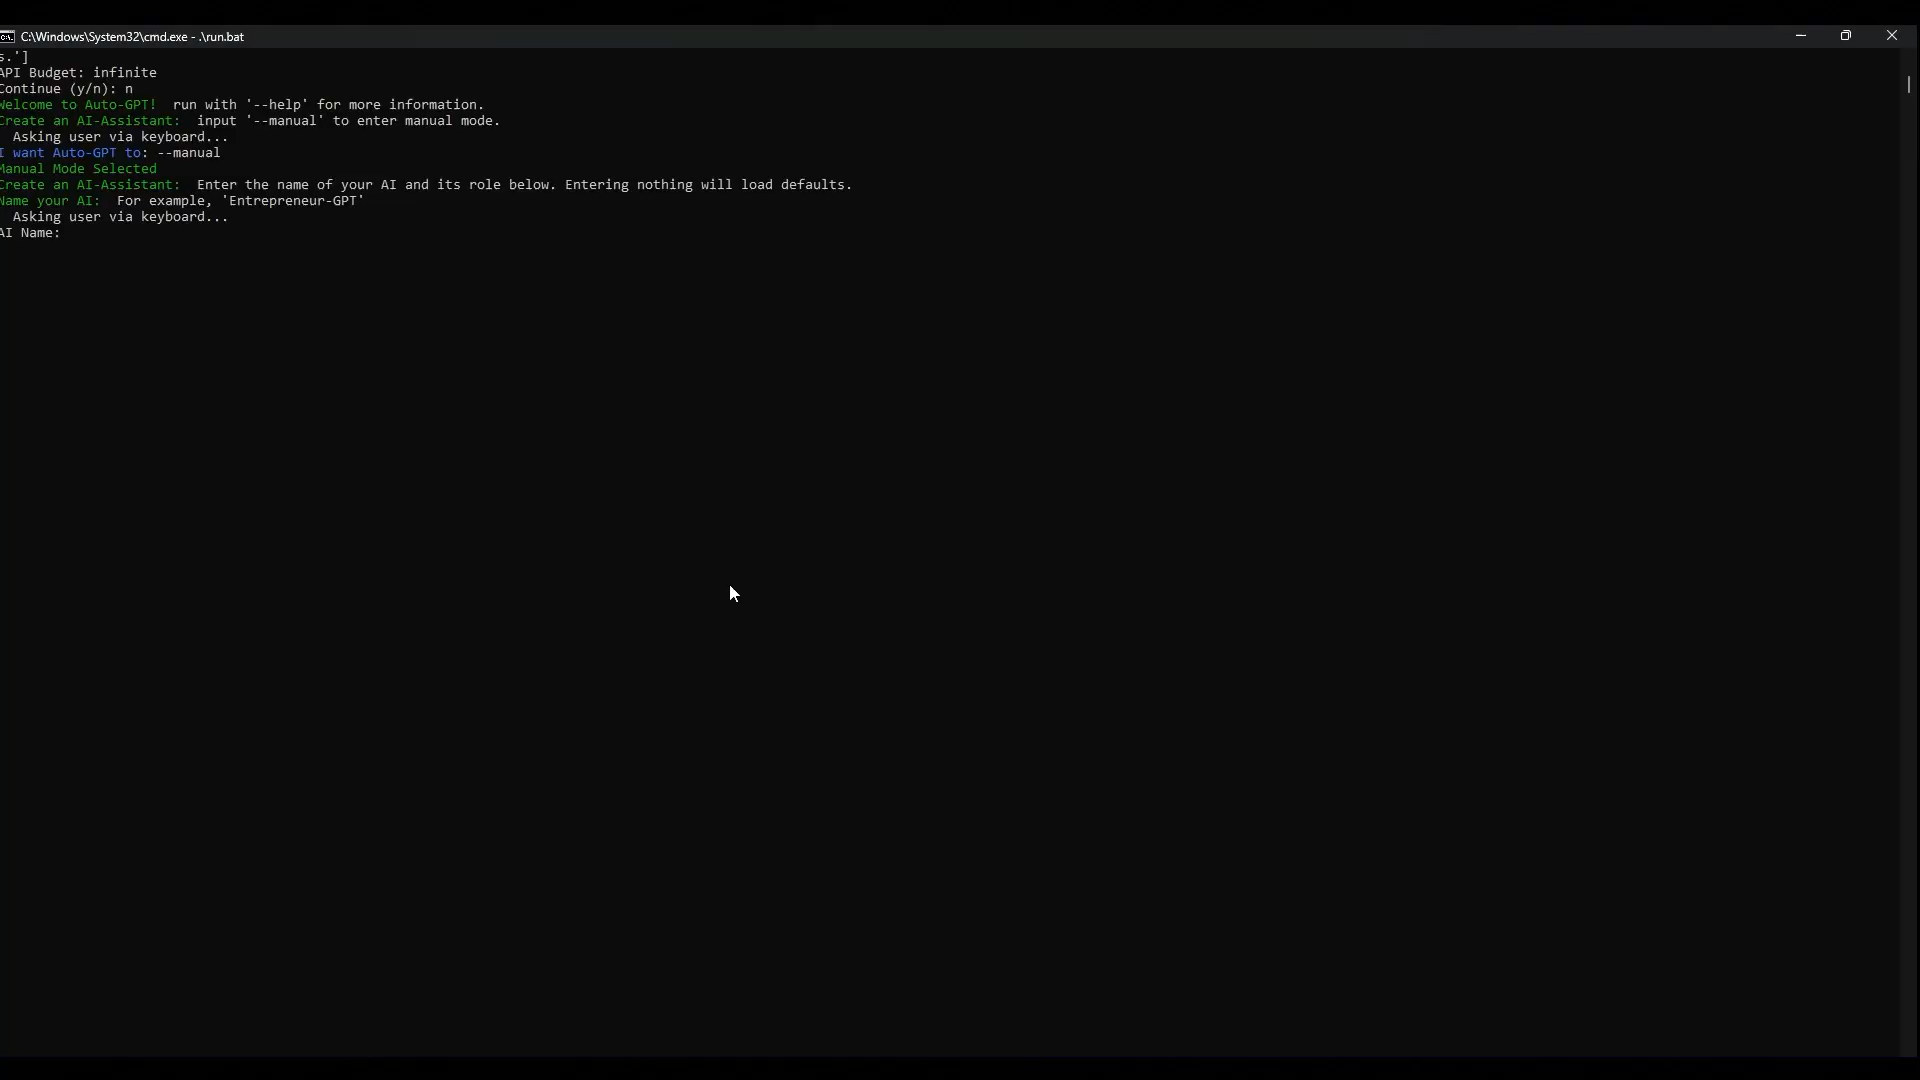 C:\Windows\System32\cmd.exe - .\run.bat
s.']
API Budget: infinite
Continue (y/n): n
Welcome to Auto-GPT! run with '--help' for more information.
Create an AI-Assistant: input '--manual' to enter manual mode.
Asking user via keyboard...
I want Auto-GPT to: --manual
Manual Mode Selected
Create an AI-Assistant: Enter the name of your AI and its role below. Entering nothing will load defaults.
Name your AI: For example, 'Entrepreneur-GPT'
Asking user via keyboard...
AI Name: